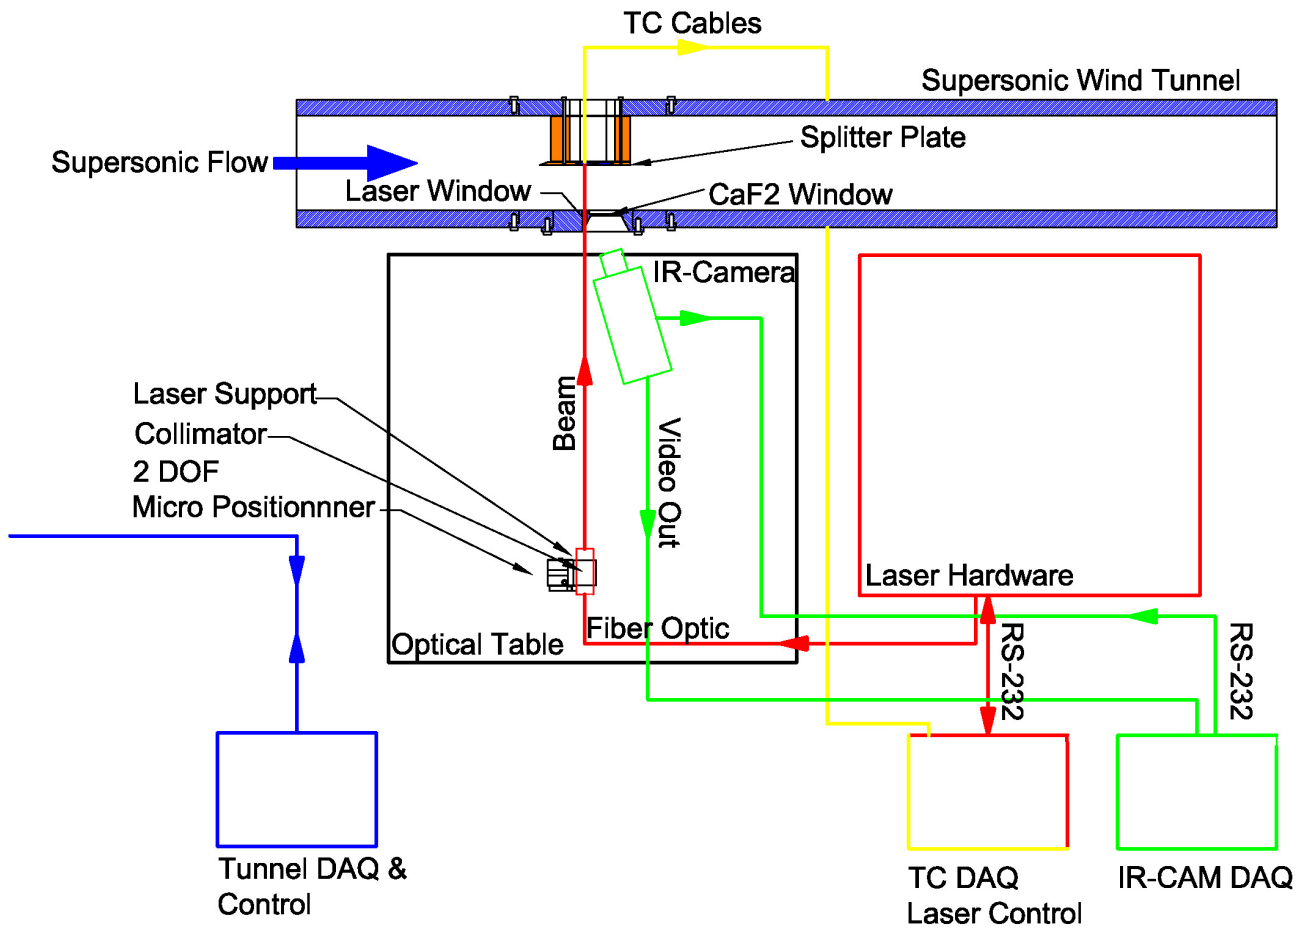 TC Cables
Supersonic Wind Tunnel
Splitter Plate
Supersonic Flow
Laser Window
CaF2 Window
IR-Camera
Laser Support
Collimator
2 DOF
Micro Positionnner
Beam
Video Out
Laser Hardware
Fiber Optic
Optical Table
RS-232
RS-232
Tunnel DAQ &
Control
TC DAQ
Laser Control
IR-CAM DAQ